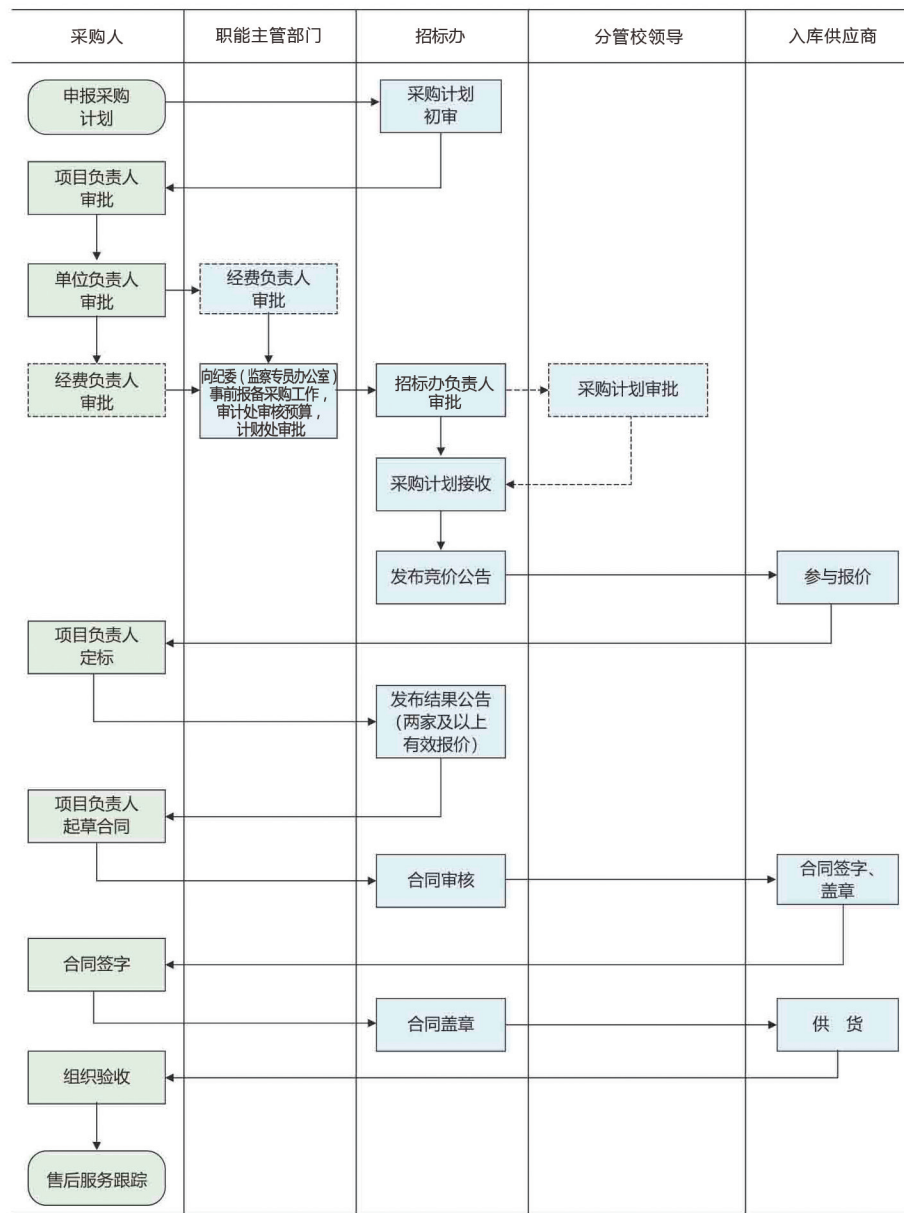 采购人
职能主管部门
招标办
分管校领导
入库供应商
申报采购
计划
采购计划
初审
项目负责人
审批
单位负责人
审批
经费负责人
审批
经费负责人
审批
向纪委（监察专员办公室）
事前报备采购工作，
审计处审核预算，
计财处审批
招标办负责人
审批
采购计划审批
采购计划接收
发布竞价公告
参与报价
项目负责人
定标
发布结果公告
（两家及以上
有效报价）
项目负责人
起草合同
合同审核
合同签字、
盖章
合同签字
合同盖章
供 货
组织验收
售后服务跟踪